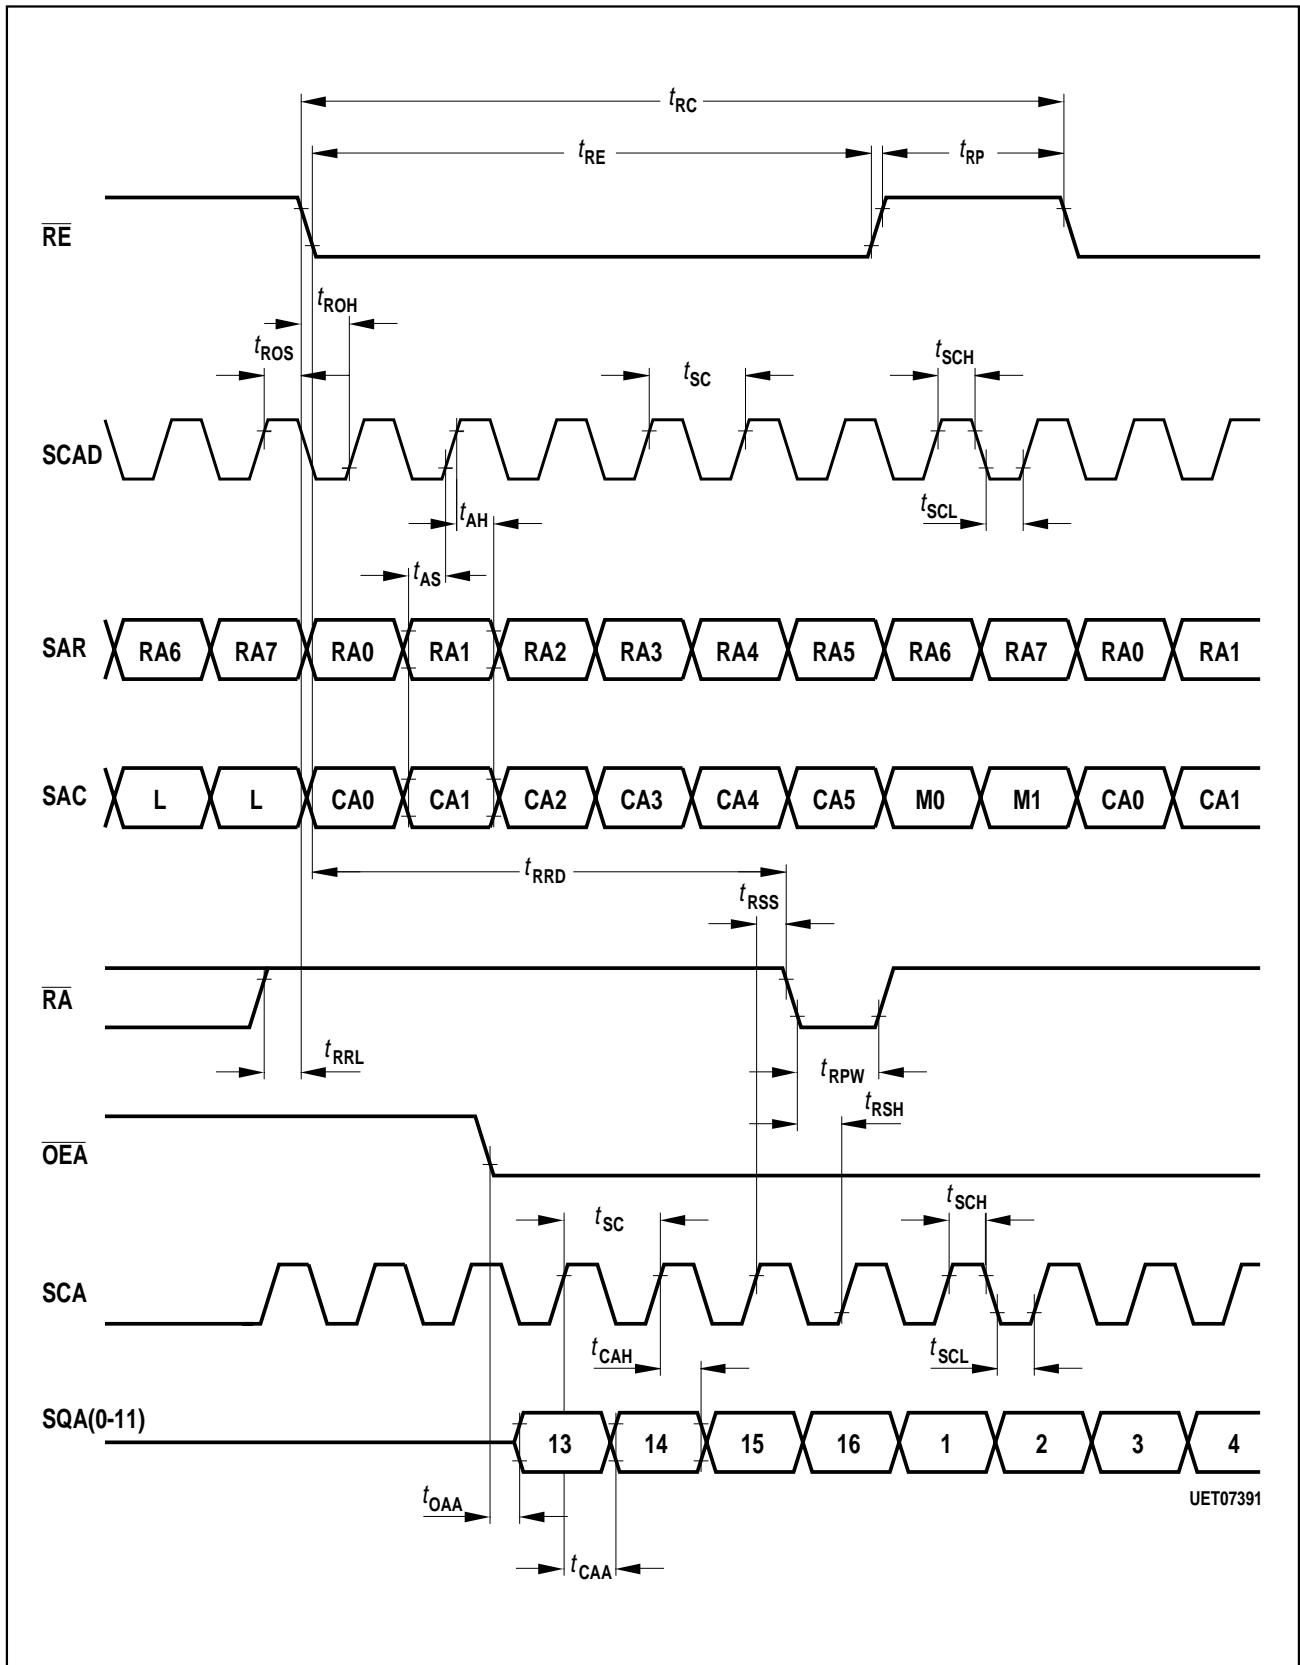 tRC
tRE
tRP
RE
tROH
tROS
tSC
tSCH
SCAD
tAH
tSCL
tAS
SAR RA6 RA7 RA0 RA1 RA2 RA3 RA4 RA5 RA6 RA7 RA0 RA1
SAC L L CA0 CA1 CA2 CA3 CA4 CA5 M0 M1 CA0 CA1
tRRD
tRSS
RA
tRRL
tRPW
tRSH
OEA
tSC
tSCH
SCA
tCAH
tSCL
SQA(0-11)
13 14 15 16 1 2 3 4
tOAA
UET07391
tCAA